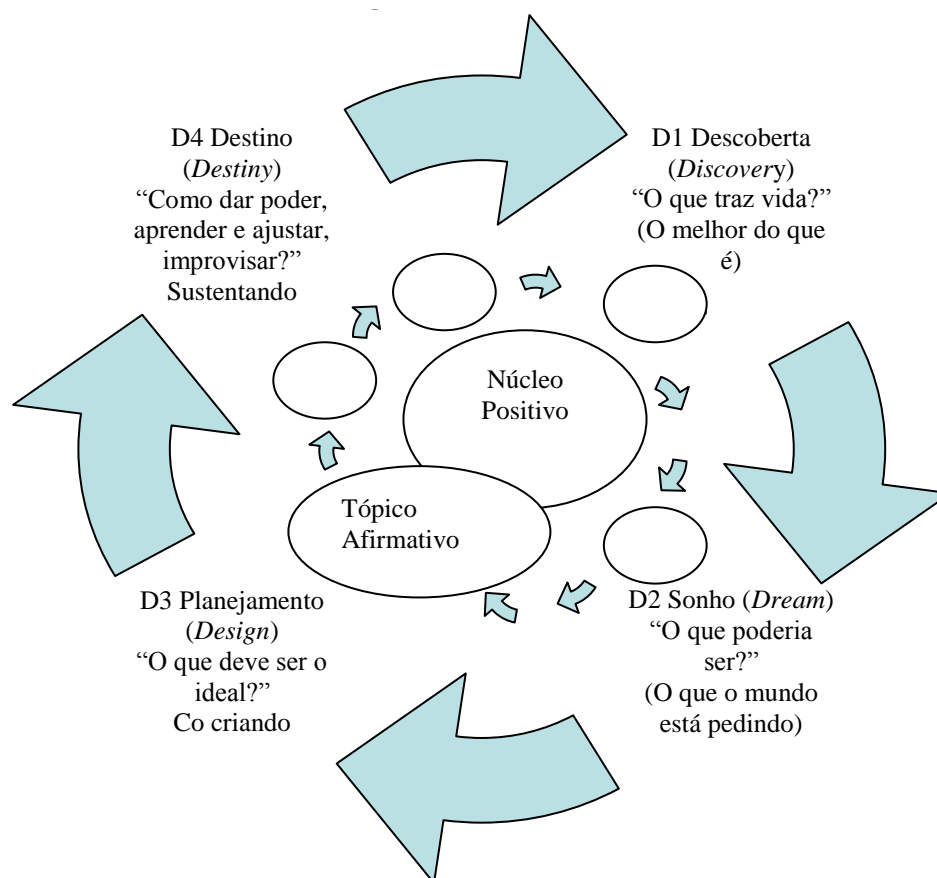 D4 Destino
(Destiny)
“Como dar poder,
aprender e ajustar,
improvisar?”
Sustentando
D1 Descoberta
(Discovery)
“O que traz vida?”
(O melhor do que
é)
Núcleo
Positivo
Tópico
Afirmativo
D3 Planejamento
(Design)
“O que deve ser o
ideal?”
Co criando
D2 Sonho (Dream)
“O que poderia
ser?”
(O que o mundo
está pedindo)